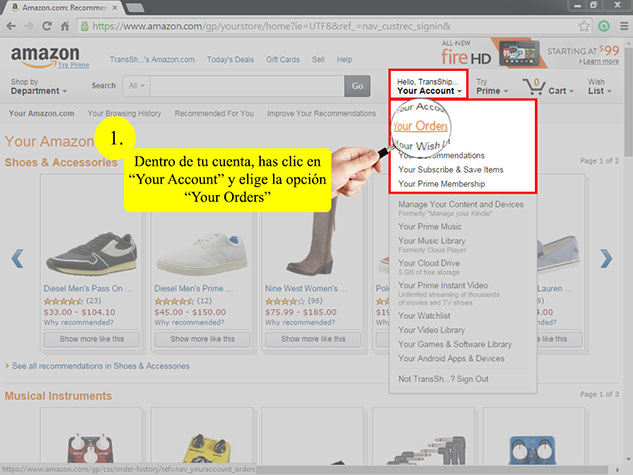 Amazon.com: Recommen
https://www.amazon.com/gp/yourstore/home?ie=UTF8&ref_=nav_custrec_signin&
amazon
Try Prime
TransSh...'s Amazon.com Today's Deals Gift Cards Sell Help
ALL-NEW
fire HD
STARTING AT $99
Learn more
Shop by
Department
Search All Go
Hello, TransShip...
Your Account
Try
Prime
0
Cart
Wish
List
Your Amazon.com Your Browsing History Recommended For You Improve Your Recommendations
Your Accou
Your Orders
Your Wish L
Your Subscribe & Save Items
Your Prime Membership
Manage Your Content and Devices
Formerly "Manage your Kindle"
Your Prime Music
Your Music Library
Formerly Cloud Player
Your Cloud Drive
5 GB of free storage
Your Prime Instant Video
Unlimited streaming of thousands
of movies and TV shows
Your Watchlist
Your Video Library
Your Games & Software Library
Your Android Apps & Devices
Not TransSh...? Sign Out
Your Amazon
1.
Dentro de tu cuenta, has clic en
“Your Account” y elige la opción
“Your Orders”
Shoes & Accessories
Page 1 of 2
Diesel Men's Pass On ... Diesel Men's Prime ... Nine West Women's ... Lauren ...
(23) (12) (98)
$33.00 - $104.10 $45.00 - $150.00 $75.99 - $185.00
Why recommended? Why recommended? Why recommended?
Show more like this Show more like this Show more like this Show more like this
See all recommendations in Shoes & Accessories
Musical Instruments
Page 1 of 3
https://www.amazon.com/gp/css/order-history/ref=nav_youraccount_orders